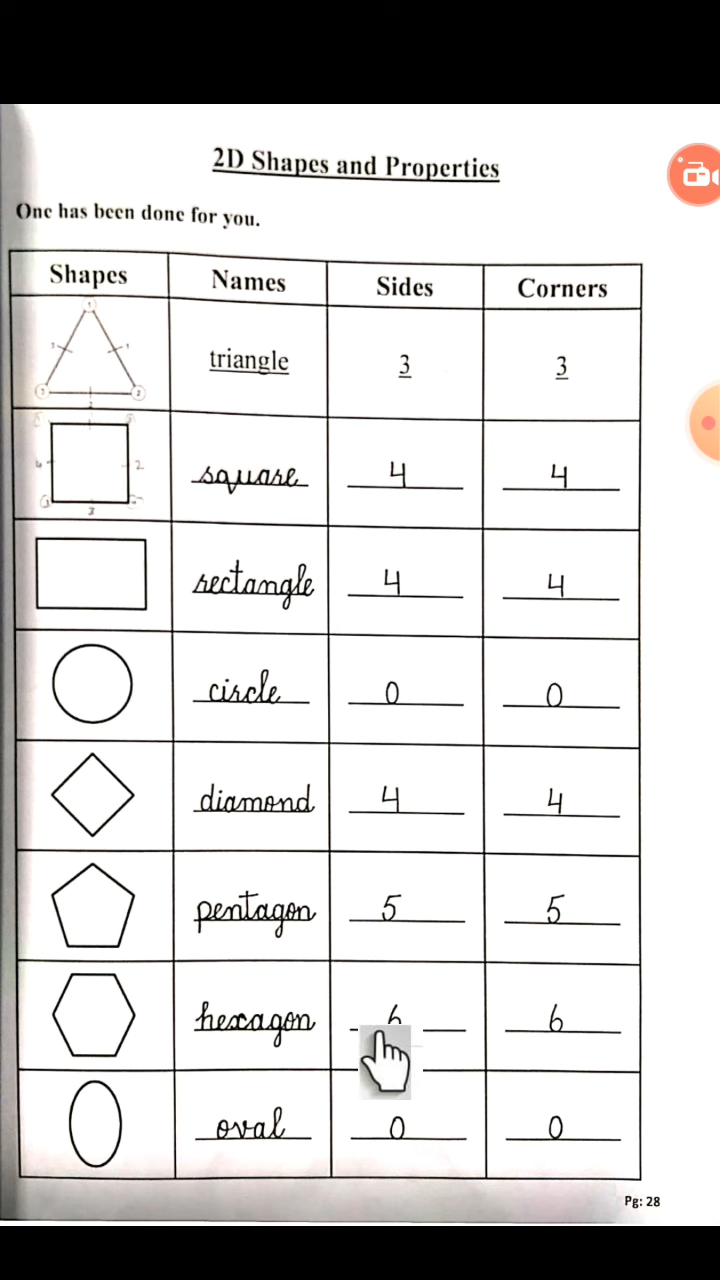 2D Shapes and Properties
One has been done for you.
Shapes Names Sides Corners
triangle 3 3
square 4 4
rectangle 4 4
circle 0 0
diamond 4 4
pentagon 5 5
hexagon 6 6
oval 0 0
Pg: 28